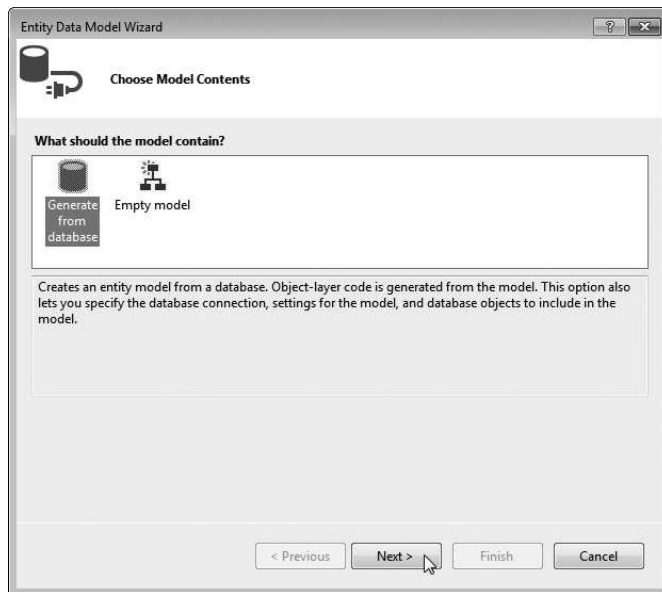 Entity Data Model Wizard
?
Choose Model Contents
What should the model contain?
Generate
from
database
Empty model
Creates an entity model from a database. Object-layer code is generated from the model. This option also
lets you specify the database connection, settings for the model, and database objects to include in the
model.
< Previous
Next >
Finish
Cancel